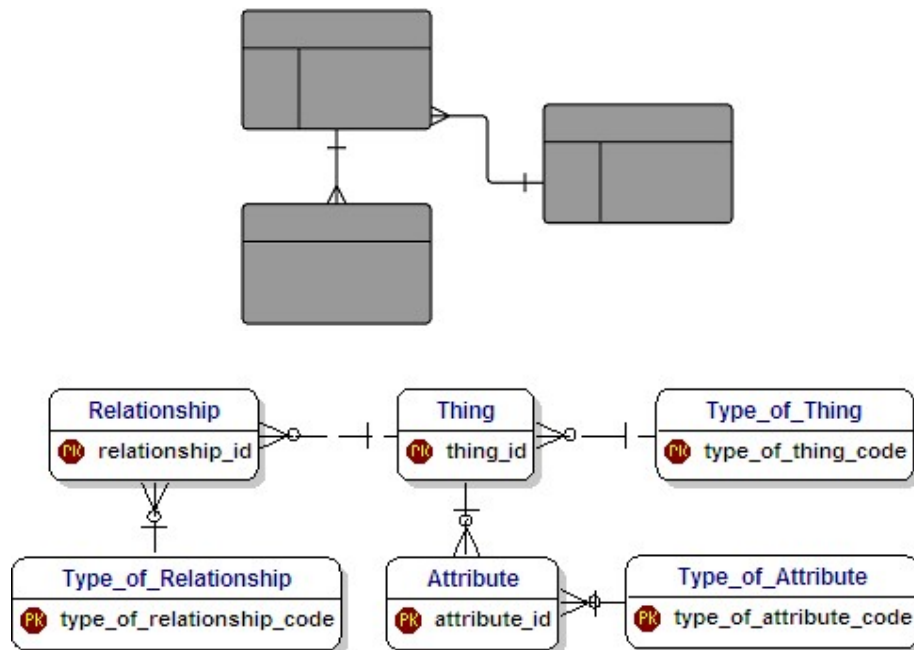 Relationship
PK relationship_id
Thing
PK thing_id
Type_of_Thing
PK type_of_thing_code
Type_of_Relationship
PK type_of_relationship_code
Attribute
PK attribute_id
Type_of_Attribute
PK type_of_attribute_code